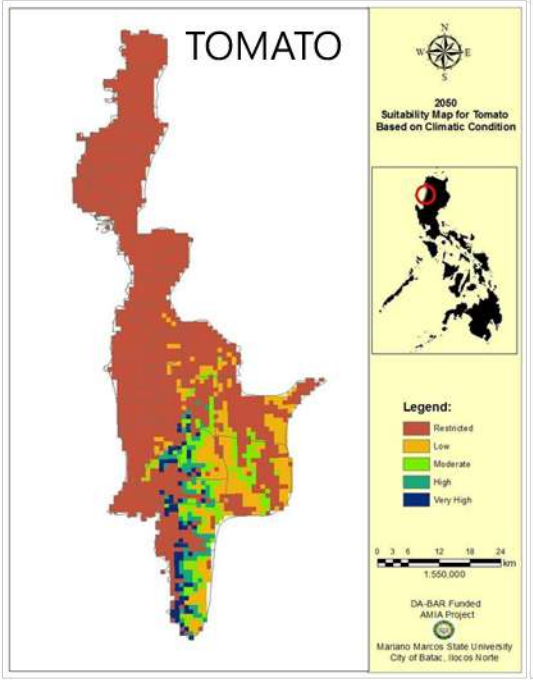 TOMATO
N
W E
S
2050
Suitability Map for Tomato
Based on Climatic Condition
Legend:
Restricted
Low
Moderate
High
Very High
0 3 6 12 18 24
km
1:550,000
DA-BAR Funded
AMIA Project
Mariano Marcos State University
City of Batac, Ilocos Norte